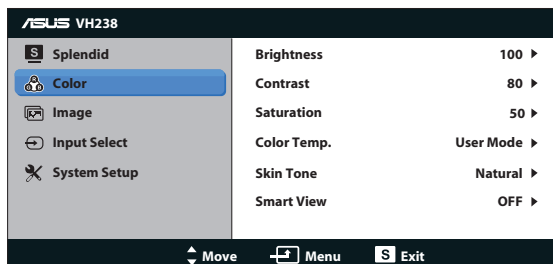 ASUS VH238
S Splendid
Color
Image
Input Select
System Setup
Brightness 100
Contrast 80
Saturation 50
Color Temp. User Mode
Skin Tone Natural
Smart View OFF
Move Menu S Exit